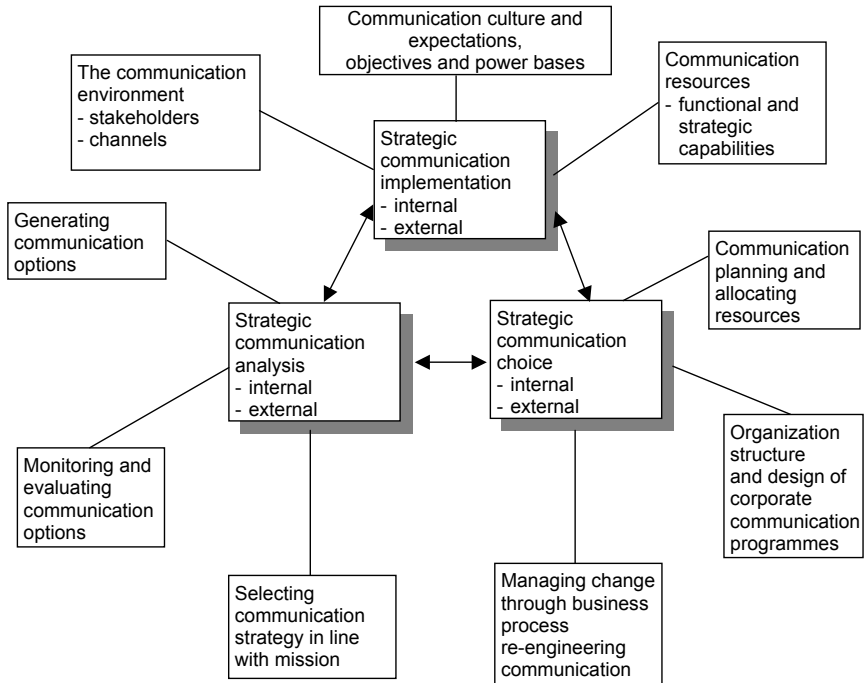 Communication culture and
expectations,
objectives and power bases
The communication
environment
- stakeholders
- channels
Communication
resources
- functional and
strategic
capabilities
Strategic
communication
implementation
- internal
- external
Generating
communication
options
Communication
planning and
allocating
resources
Strategic
communication
analysis
- internal
- external
Strategic
communication
choice
- internal
- external
Monitoring and
evaluating
communication
options
Organization
structure
and design of
corporate
communication
programmes
Selecting
communication
strategy in line
with mission
Managing change
through business
process
re-engineering
communication